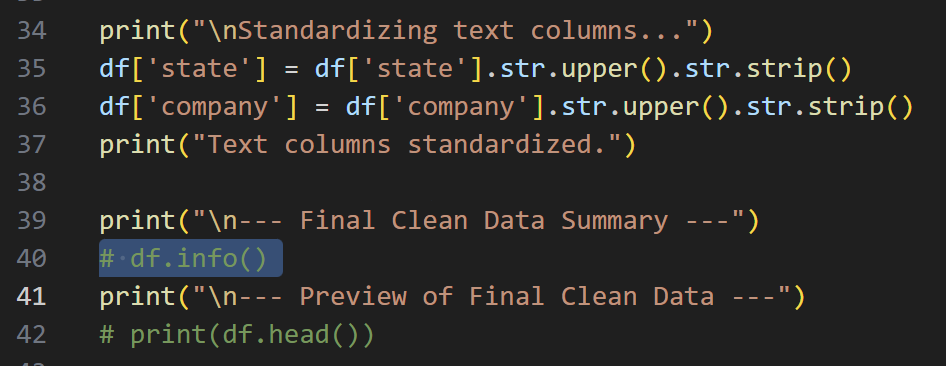 34 print("\nStandardizing text columns...")
35 df['state'] = df['state'].str.upper().str.strip()
36 df['company'] = df['company'].str.upper().str.strip()
37 print("Text columns standardized.")
38
39 print("\n--- Final Clean Data Summary ---")
40 # df.info()
41 print("\n--- Preview of Final Clean Data ---")
42 # print(df.head())